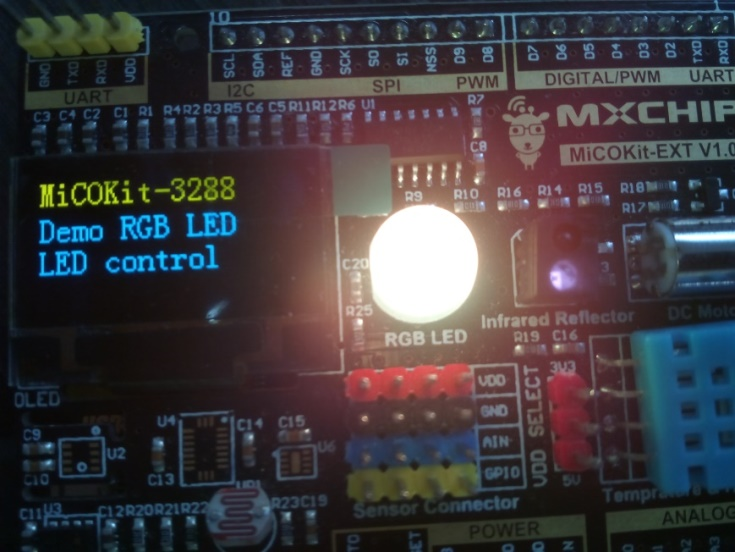 10
GND TXD RXD VDD
UART
SCL SDA REF GND SCK SO SI NSS D9 D8
I2C SPI PWM
D7 D6 D5 D4 D3 D2 TXD RXD
DIGITAL/PWM UART
C3 C4 C2 C1 R1 R4 R2 R3 R5 C6 C5 R11 R12 R6 U1
R7
MXCHIP
C8
MiCOKit-EXT V1.0
MiCOKit-3288
Demo RGB LED
LED control
R9 R10 R16 R14 R15 R18
R17
C20
3
R25
RGB LED
Infrared Reflector
DC Moto
R19 C16
OLED
VDD
GND
AIN
GPIO
VDD SELECT
3V3
5V
Sensor Connector
C9
C10
U2
U4
C13
C14
C15
U6
C11 U3 C12 R20 R21 R22
R23 C19
POWER
ANALOG
A0 A1